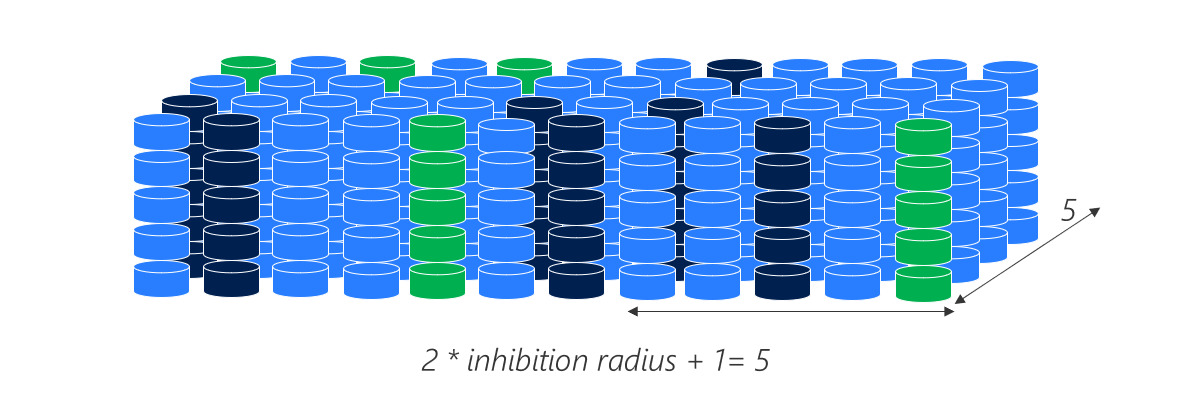 5
2 * inhibition radius + 1= 5